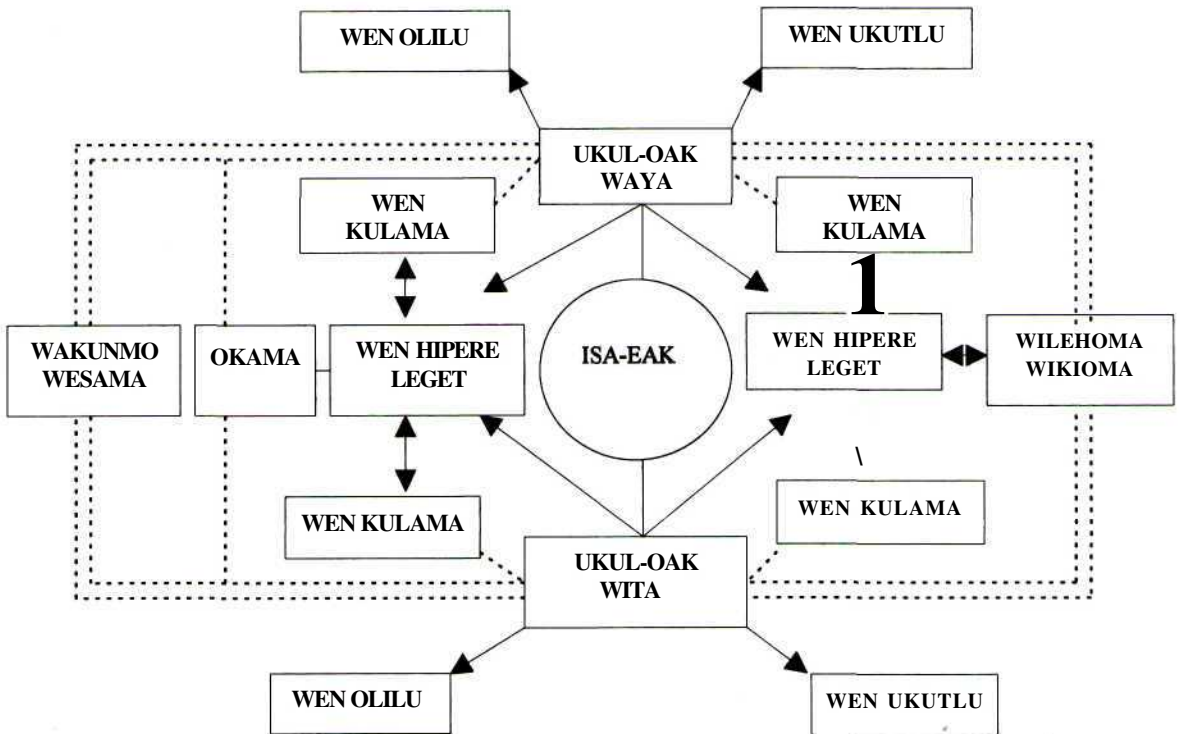 WEN OLILU
WEN UKUTLU
UKUL-OAK
WAYA
WEN
KULAMA
WEN
KULAMA
1
WAKUNMO
WESAMA
OKAMA
WEN HIPERE
LEGET
ISA-EAK
WEN HIPERE
LEGET
WILEHOMA
WIKIOMA
\
WEN KULAMA
WEN KULAMA
UKUL-OAK
WITA
WEN OLILU
WEN UKUTLU